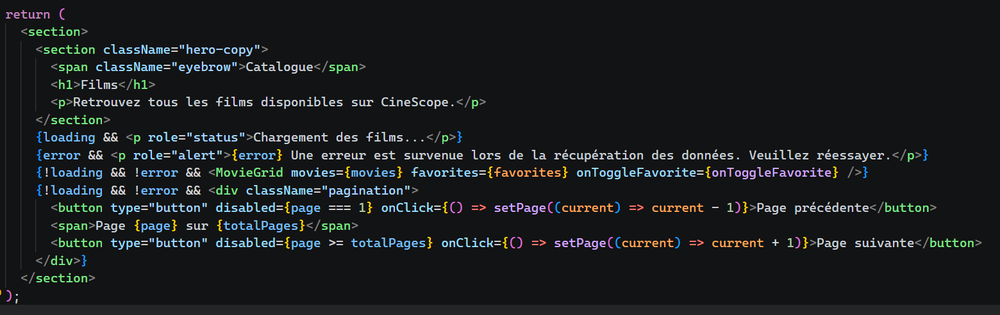 return (
<section>
<section className="hero-copy">
<span className="eyebrow">Catalogue</span>
<h1>Films</h1>
<p>Retrouvez tous les films disponibles sur CineScope.</p>
</section>
{loading && <p role="status">Chargement des films...</p>}
{error && <p role="alert">{error} Une erreur est survenue lors de la récupération des données. Veuillez réessayer.</p>}
{!loading && !error && <MovieGrid movies={movies} favorites={favorites} onToggleFavorite={onToggleFavorite} />}
{!loading && !error && <div className="pagination">
<button type="button" disabled={page === 1} onClick={() => setPage((current) => current - 1)}>Page précédente</button>
<span>Page {page} sur {totalPages}</span>
<button type="button" disabled={page >= totalPages} onClick={() => setPage((current) => current + 1)}>Page suivante</button>
</div>}
</section>
);